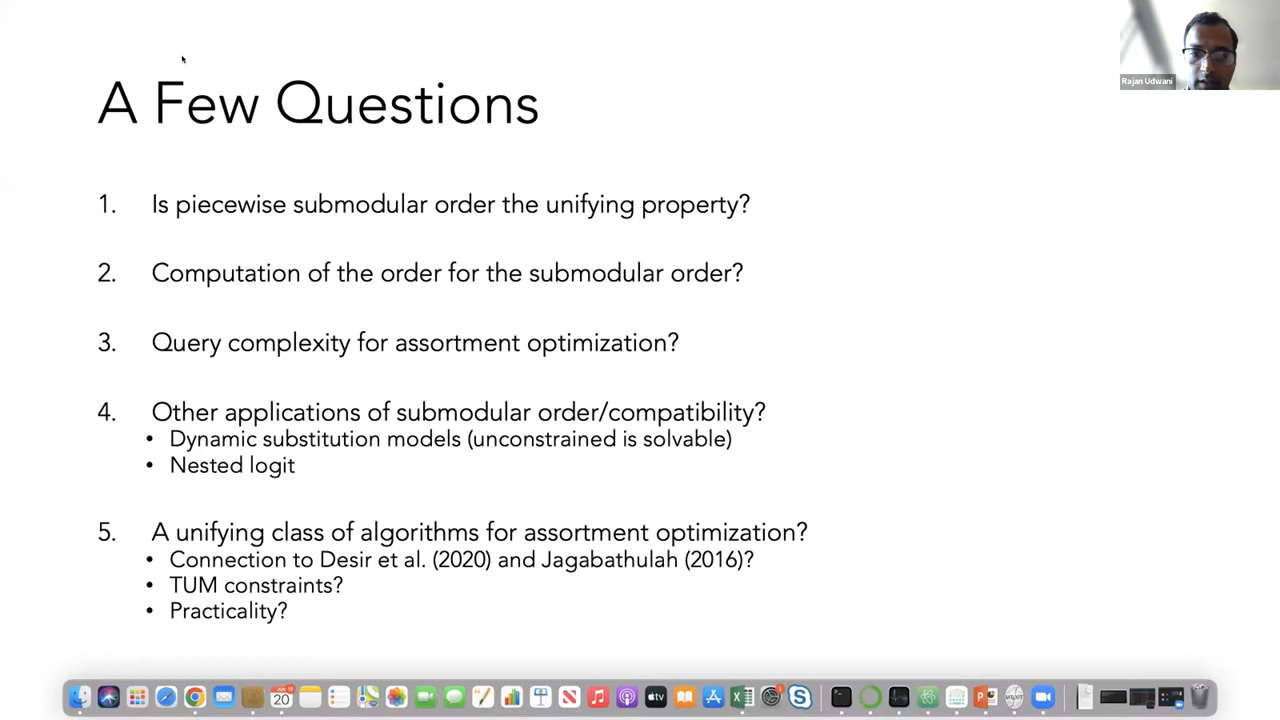 Rajan Udwani
A Few Questions
1. Is piecewise submodular order the unifying property?
2. Computation of the order for the submodular order?
3. Query complexity for assortment optimization?
4. Other applications of submodular order/compatibility?
• Dynamic substitution models (unconstrained is solvable)
• Nested logit
5. A unifying class of algorithms for assortment optimization?
• Connection to Desir et al. (2020) and Jagabathulah (2016)?
• TUM constraints?
• Practicality?
20
tv